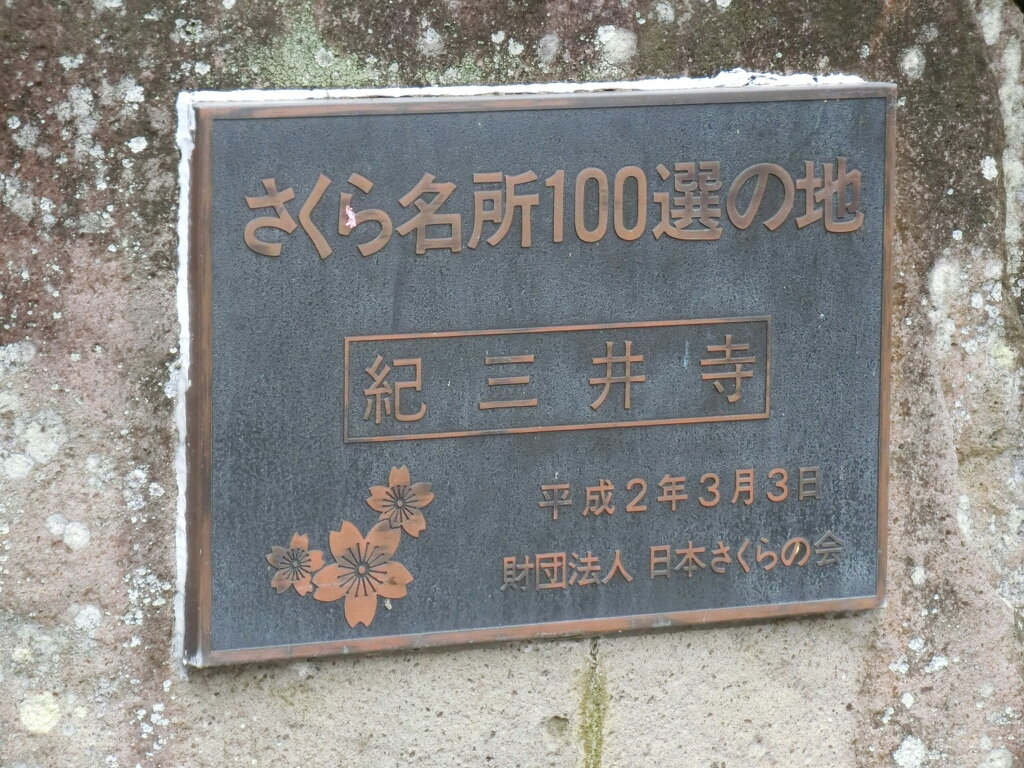 さくら名所100選の地
紀三井寺
平成2年3月3日
財団法人 日本さくらの会